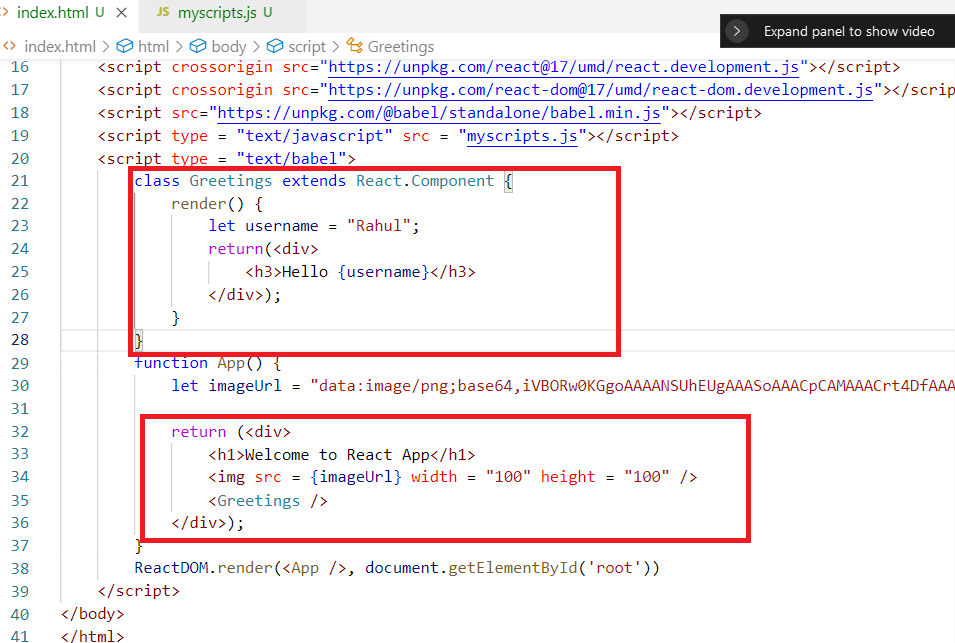 index.html U
JS myscripts.js U
index.html > html > body > script > Greetings
Expand panel to show video
16 <script crossorigin src="https://unpkg.com/react@17/umd/react.development.js"></script>
17 <script crossorigin src="https://unpkg.com/react-dom@17/umd/react-dom.development.js"></scrip
18 <script src="https://unpkg.com/@babel/standalone/babel.min.js"></script>
19 <script type = "text/javascript" src = "myscripts.js"></script>
20 <script type = "text/babel">
21 class Greetings extends React.Component {
22 render() {
23 let username = "Rahul";
24 return(<div>
25 <h3>Hello {username}</h3>
26 </div>);
27 }
28 }
29 function App() {
30 let imageUrl = "data:image/png;base64,iVBORw0KGgoAAAANSUhEUgAAASoAAACpCAMAAACrt4DfAAA
31
32 return (<div>
33 <h1>Welcome to React App</h1>
34 <img src = {imageUrl} width = "100" height = "100" />
35 <Greetings />
36 </div>);
37 }
38 ReactDOM.render(<App />, document.getElementById('root'))
39 </script>
40 </body>
41 </html>